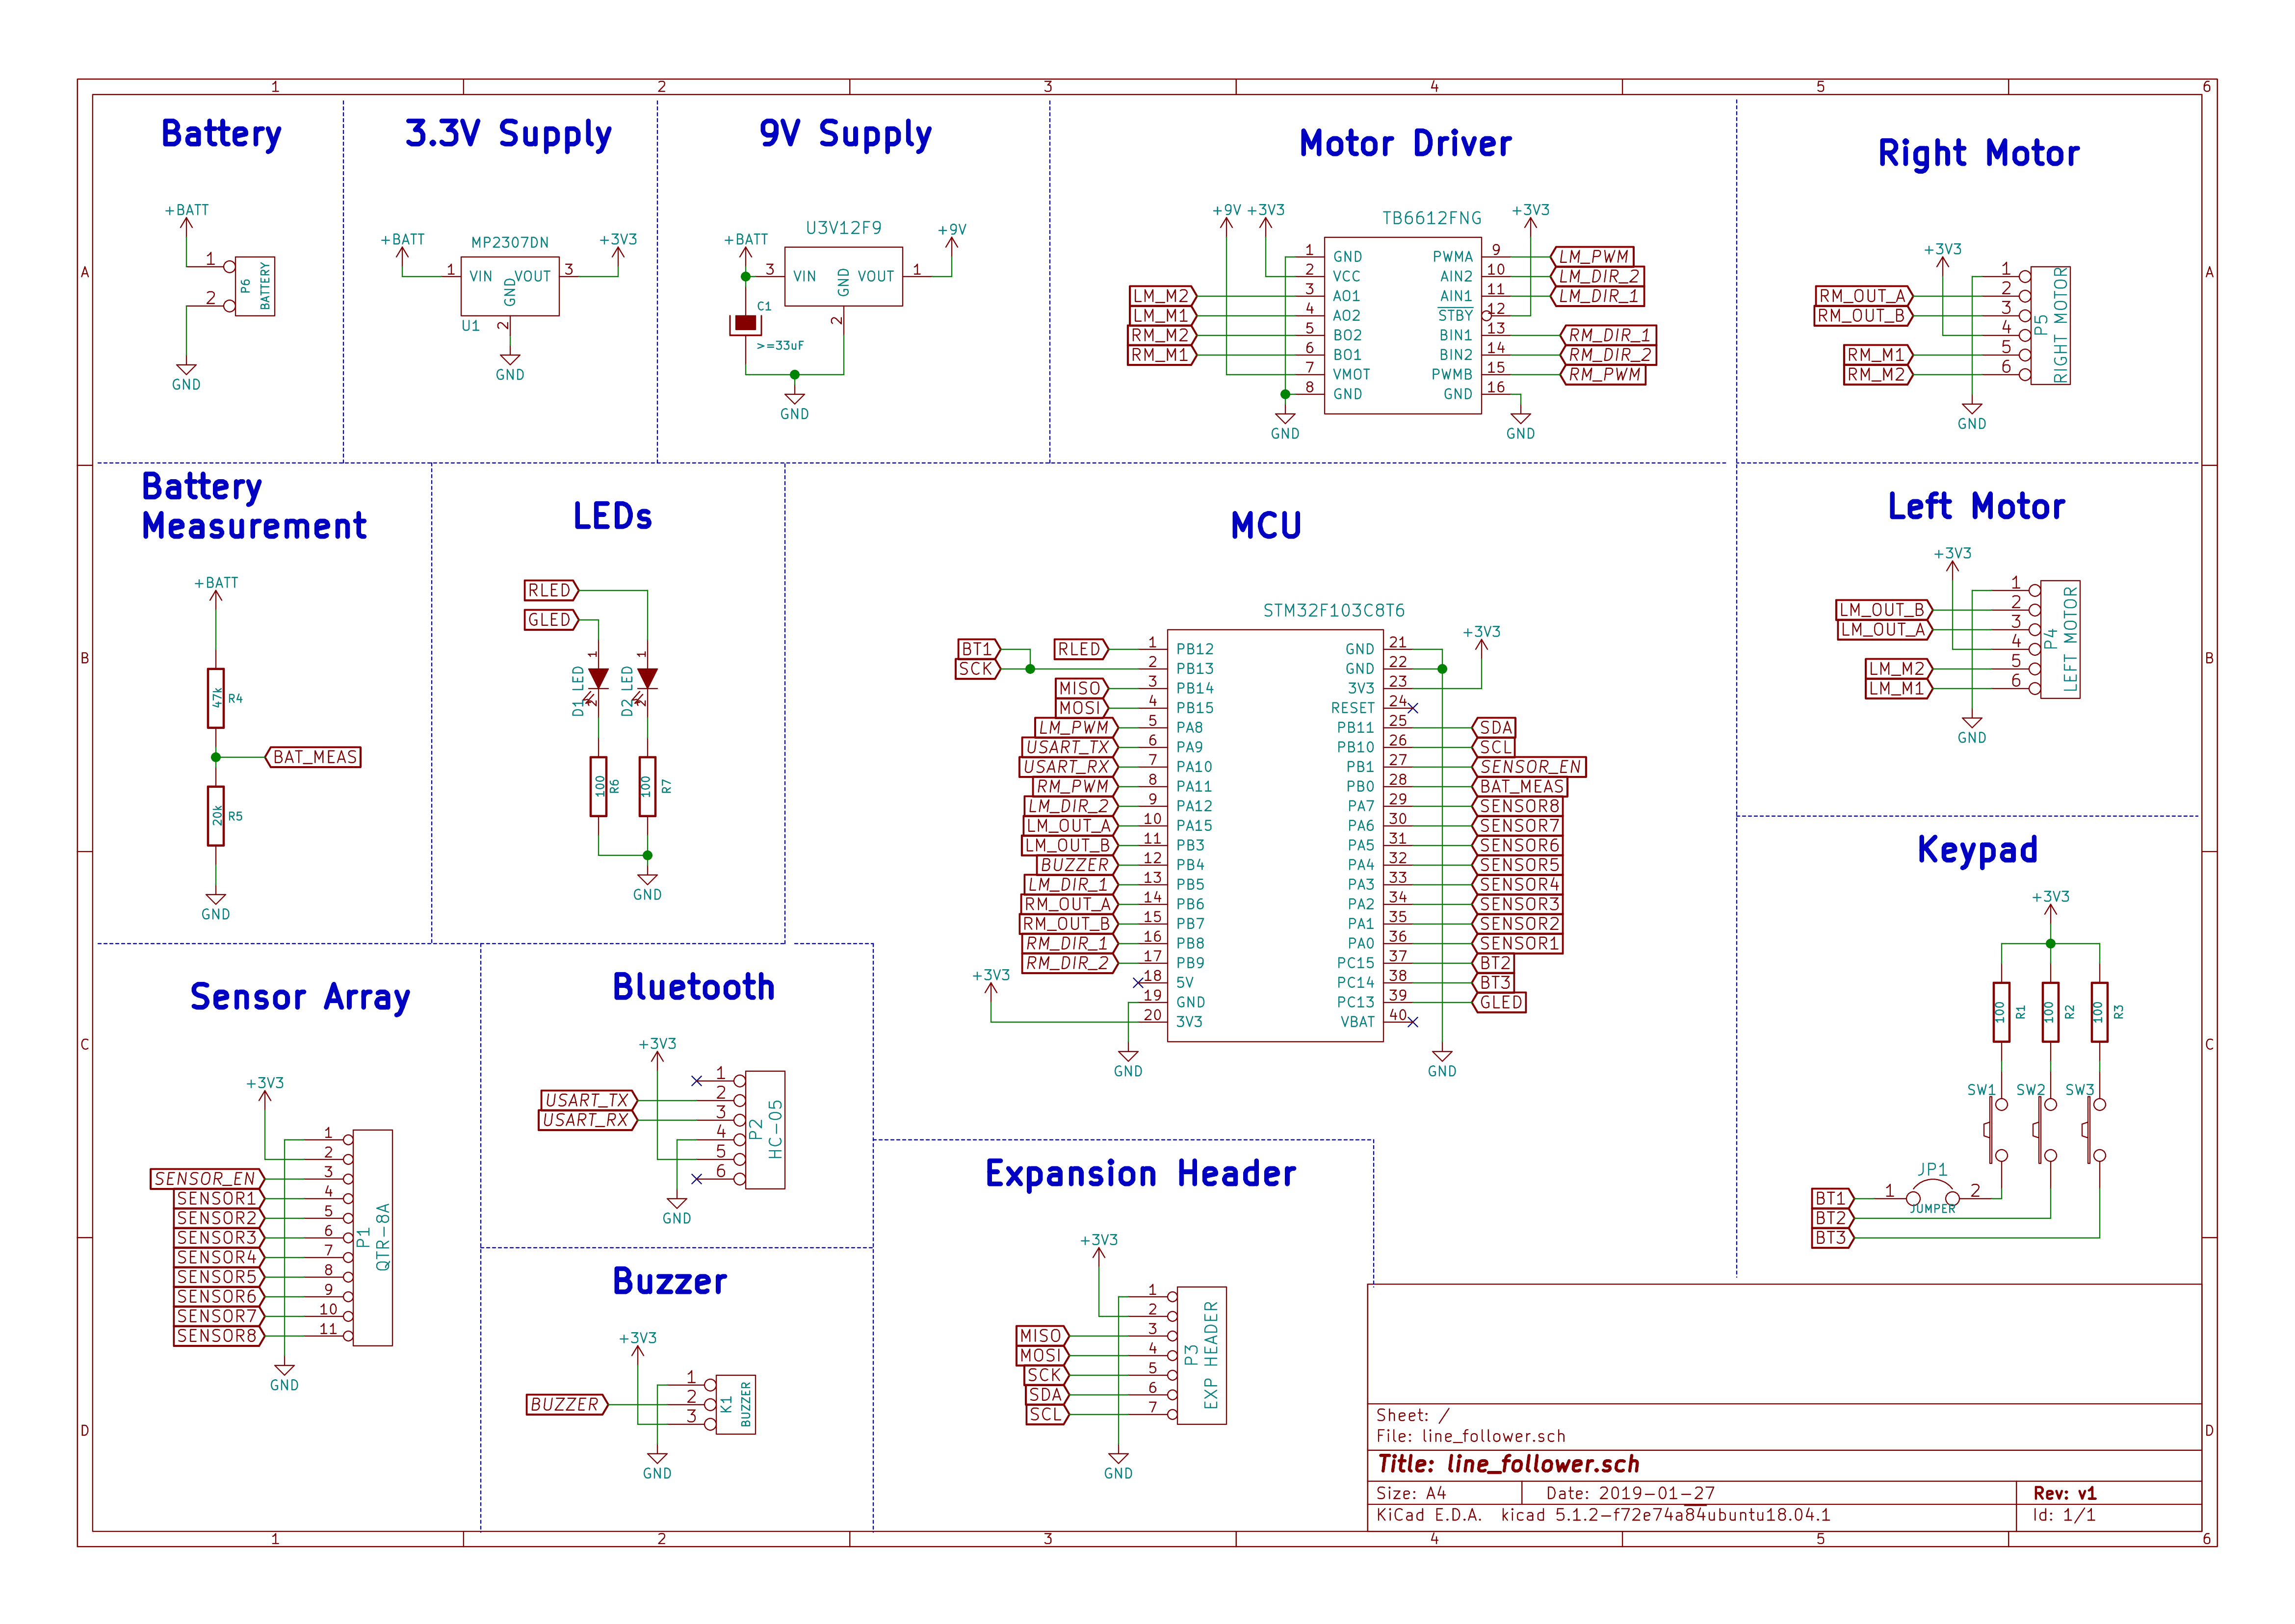 1 2 3 4 5 6
A
B
C
D
Battery
+BATT
1
2
P6
BATTERY
GND
3.3V Supply
+BATT
MP2307DN
+3V3
1 VIN VOUT 3
GND
U1
2
GND
9V Supply
U3V12F9
+BATT
+9V
3 VIN GND VOUT 1
C1
2
>=33uF
GND
Motor Driver
TB6612FNG
+9V +3V3
+3V3
1 GND PWMA 9 LM_PWM
2 VCC AIN2 10 LM_DIR_2
LM_M2 3 AO1 AIN1 11 LM_DIR_1
LM_M1 4 AO2 STBY 12
RM_M2 5 BO2 BIN1 13 RM_DIR_1
RM_M1 6 BO1 BIN2 14 RM_DIR_2
7 VMOT PWMB 15 RM_PWM
8 GND GND 16
GND
GND
Right Motor
+3V3
1
RM_OUT_A 2
RM_OUT_B 3
4
RM_M1 5
RM_M2 6
P5
RIGHT MOTOR
GND
Battery
Measurement
+BATT
47k R4
BAT_MEAS
20k R5
GND
LEDs
RLED
GLED
1 1
D1 LED
D2 LED
2 2
100 R6
100 R7
GND
MCU
STM32F103C8T6
+3V3
BT1 RLED 1 PB12 GND 21
SCK 2 PB13 GND 22
MISO 3 PB14 3V3 23
MOSI 4 PB15 RESET 24
LM_PWM 5 PA8 PB11 25 SDA
USART_TX 6 PA9 PB10 26 SCL
USART_RX 7 PA10 PB1 27 SENSOR_EN
RM_PWM 8 PA11 PB0 28 BAT_MEAS
LM_DIR_2 9 PA12 PA7 29 SENSOR8
LM_OUT_A 10 PA15 PA6 30 SENSOR7
LM_OUT_B 11 PB3 PA5 31 SENSOR6
BUZZER 12 PB4 PA4 32 SENSOR5
LM_DIR_1 13 PB5 PA3 33 SENSOR4
RM_OUT_A 14 PB6 PA2 34 SENSOR3
RM_OUT_B 15 PB7 PA1 35 SENSOR2
RM_DIR_1 16 PB8 PA0 36 SENSOR1
RM_DIR_2 17 PB9 PC15 37 BT2
+3V3 18 5V PC14 38 BT3
19 GND PC13 39 GLED
20 3V3 VBAT 40
GND
GND
Left Motor
+3V3
1
LM_OUT_B 2
LM_OUT_A 3
4
LM_M2 5
LM_M1 6
P4
LEFT MOTOR
GND
Keypad
+3V3
100 R1
100 R2
100 R3
SW1 SW2 SW3
JP1
BT1 1 2
JUMPER
BT2
BT3
Sensor Array
+3V3
1
2
SENSOR_EN 3
SENSOR1 4
SENSOR2 5
SENSOR3 6
SENSOR4 7
SENSOR5 8
SENSOR6 9
SENSOR7 10
SENSOR8 11
P1
QTR-8A
GND
Bluetooth
+3V3
1
USART_TX 2
USART_RX 3
4
5
6
P2
HC-05
GND
Buzzer
+3V3
1
BUZZER 2
3
K1
BUZZER
GND
Expansion Header
+3V3
1
2
MISO 3
MOSI 4
SCK 5
SDA 6
SCL 7
P3
EXP HEADER
GND
Sheet: /
File: line_follower.sch
Title: line_follower.sch
Size: A4 Date: 2019-01-27 Rev: v1
KiCad E.D.A. kicad 5.1.2-f72e74a84ubuntu18.04.1 Id: 1/1
A
B
C
D
1 2 3 4 5 6